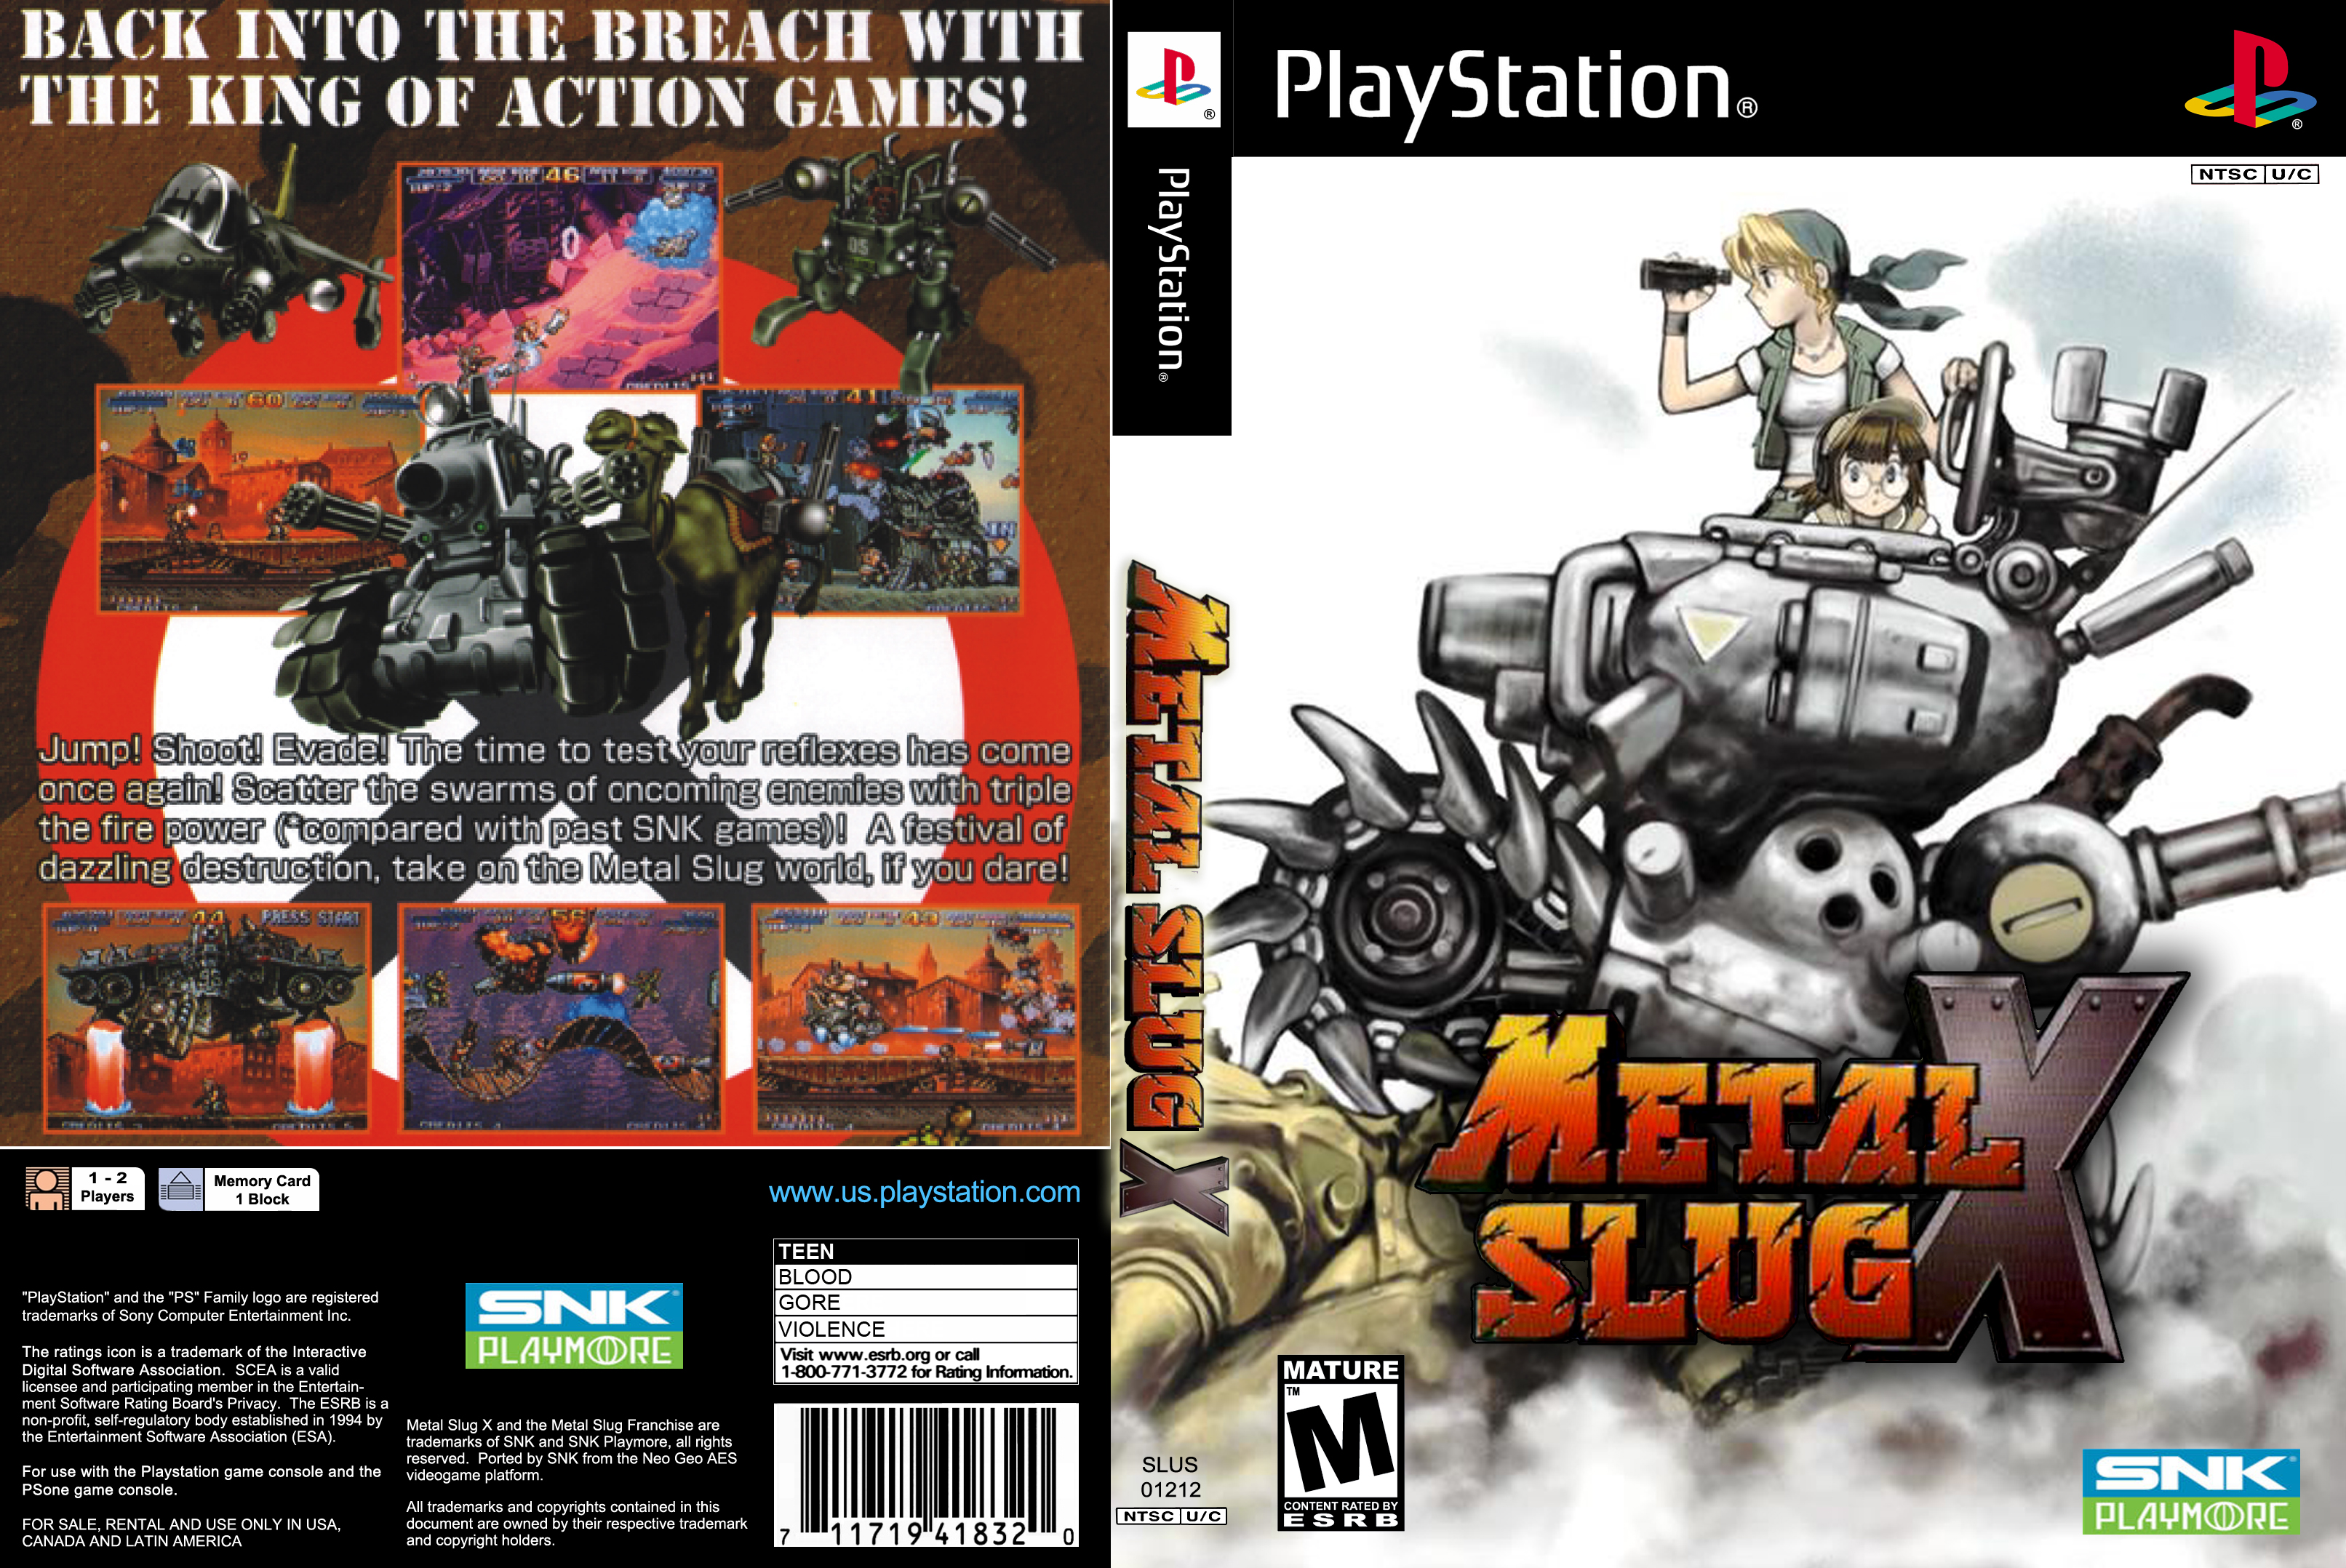 BACK INTO THE BREACH WITH
THE KING OF ACTION GAMES!
46
60
41
Jump! Shoot! Evade! The time to test your reflexes has come
once again! Scatter the swarms of oncoming enemies with triple
the fire power (*compared with past SNK games)! A festival of
dazzling destruction, take on the Metal Slug world, if you dare!
44 PRESS START
56
43
1 - 2
Players
Memory Card
1 Block
www.us.playstation.com
"PlayStation" and the "PS" Family logo are registered
trademarks of Sony Computer Entertainment Inc.
The ratings icon is a trademark of the Interactive
Digital Software Association. SCEA is a valid
licensee and participating member in the Entertain-
ment Software Rating Board's Privacy. The ESRB is a
non-profit, self-regulatory body established in 1994 by
the Entertainment Software Association (ESA).
For use with the Playstation game console and the
PSone game console.
FOR SALE, RENTAL AND USE ONLY IN USA,
CANADA AND LATIN AMERICA
SNK
PLAYMORE
Metal Slug X and the Metal Slug Franchise are
trademarks of SNK and SNK Playmore, all rights
reserved. Ported by SNK from the Neo Geo AES
videogame platform.
All trademarks and copyrights contained in this
document are owned by their respective trademark
and copyright holders.
TEEN
BLOOD
GORE
VIOLENCE
Visit www.esrb.org or call
1-800-771-3772 for Rating Information.
7 11719 41832 0
PlayStation®
METAL SLUG X
SLUS
01212
NTSC U/C
PlayStation®
NTSC U/C
METAL
SLUG X
MATURE
M™
CONTENT RATED BY
ESRB
SNK
PLAYMORE